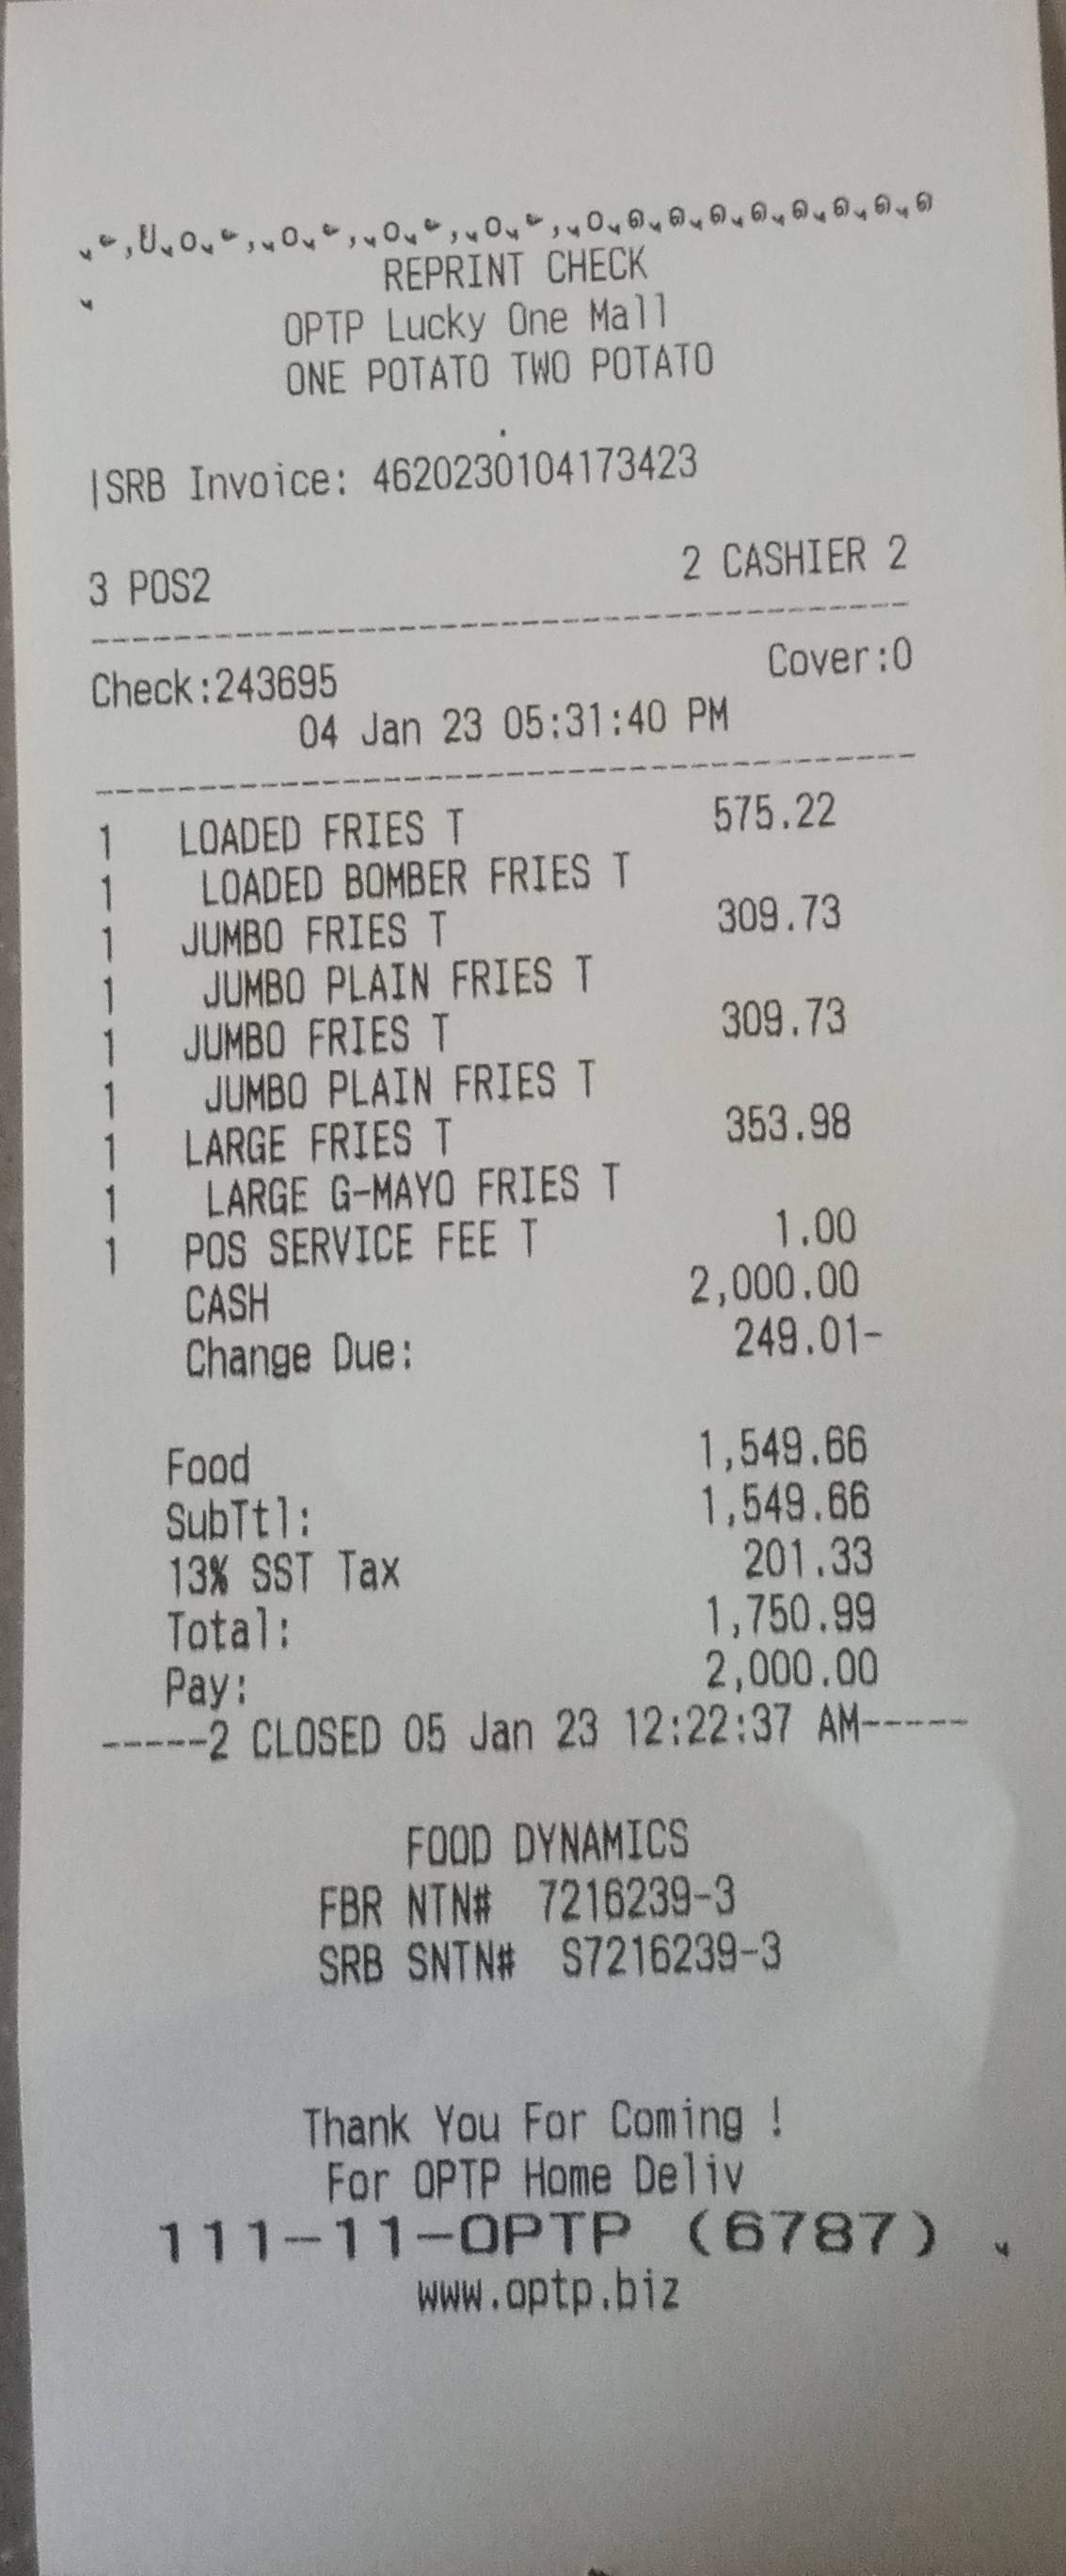 REPRINT CHECK
OPTP Lucky One Mall
ONE POTATO TWO POTATO
|SRB Invoice: 4620230104173423
3 POS2 2 CASHIER 2
--------------------------------------
Check:243695 Cover:0
04 Jan 23 05:31:40 PM
--------------------------------------
1 LOADED FRIES T 575.22
1 LOADED BOMBER FRIES T
1 JUMBO FRIES T 309.73
1 JUMBO PLAIN FRIES T
1 JUMBO FRIES T 309.73
1 JUMBO PLAIN FRIES T
1 LARGE FRIES T 353.98
1 LARGE G-MAYO FRIES T
1 POS SERVICE FEE T 1.00
CASH 2,000.00
Change Due: 249.01-
Food 1,549.66
SubTtl: 1,549.66
13% SST Tax 201.33
Total: 1,750.99
Pay: 2,000.00
-----2 CLOSED 05 Jan 23 12:22:37 AM-----
FOOD DYNAMICS
FBR NTN# 7216239-3
SRB SNTN# S7216239-3
Thank You For Coming !
For OPTP Home Deliv
111-11-OPTP (6787)
www.optp.biz